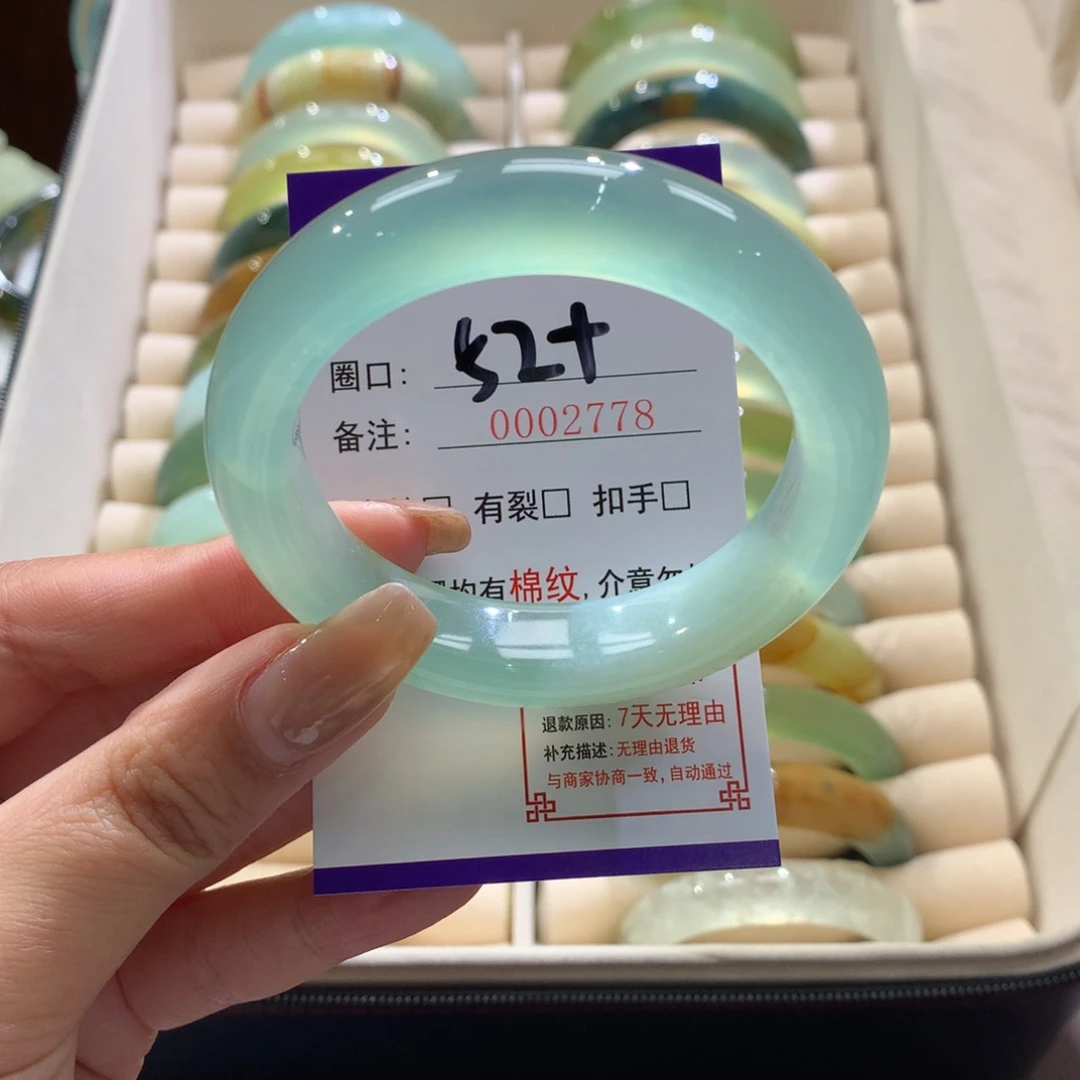 圈口: 52+
备注: 0002778
有裂□ 扣手□
均有棉纹, 介意勿
退款原因: 7天无理由
补充描述: 无理由退货
与商家协商一致, 自动通过